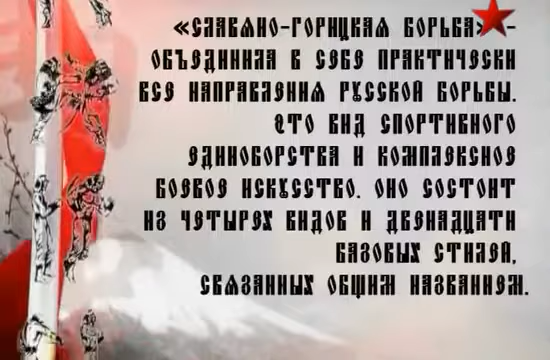 «СЛАВЯНО-ГОРИЦКАЯ БОРЬБА» -
ОБЪЕДИНИЛА В СЕБЕ ПРАКТИЧЕСКИ
ВСЕ НАПРАВЛЕНИЯ РУССКОЙ БОРЬБЫ.
ЭТО ВИД СПОРТИВНОГО
ЕДИНОБОРСТВА И КОМПЛЕКСНОЕ
БОЕВОЕ ИСКУССТВО. ОНО СОСТОИТ
ИЗ ЧЕТЫРЕХ ВИДОВ И ДВЕНАДЦАТИ
БАЗОВЫХ СТИЛЕЙ,
СВЯЗАННЫХ ОБЩИМ НАЗВАНИЕМ.